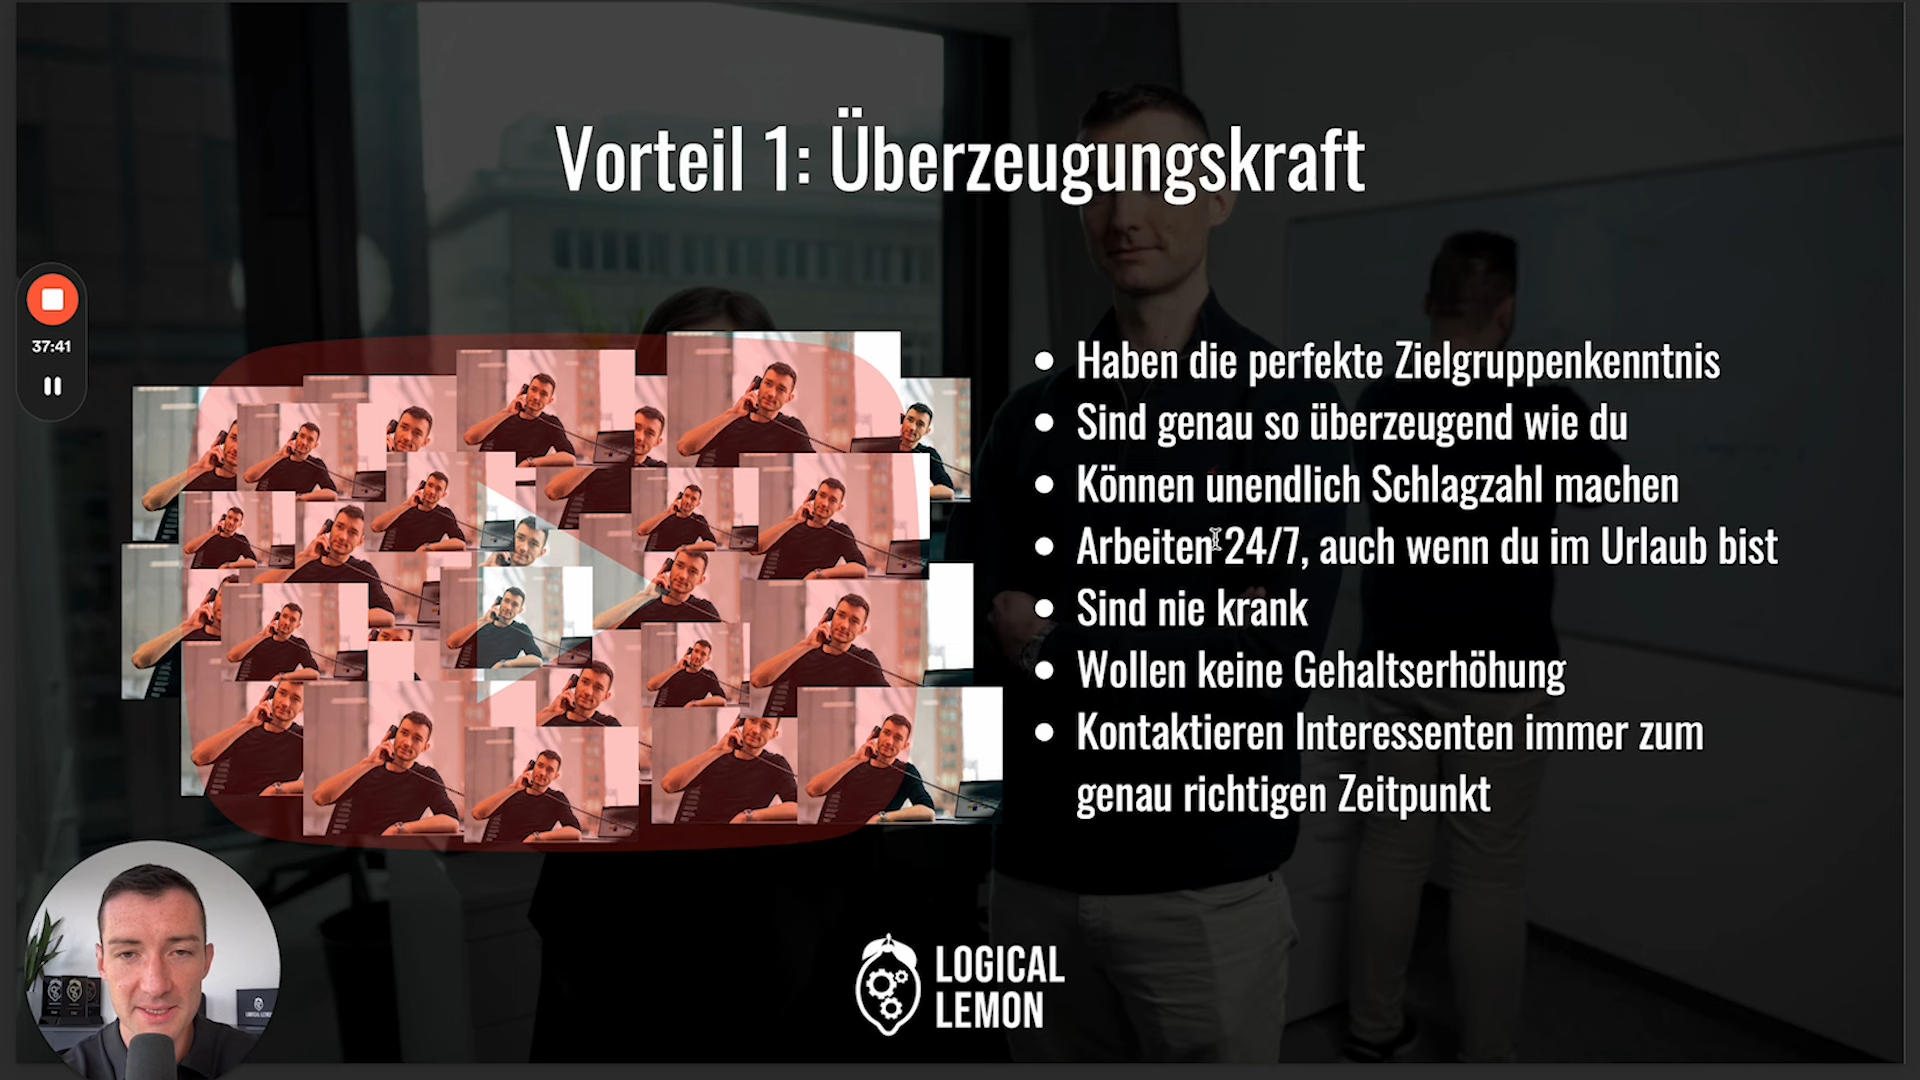 Vorteil 1: Überzeugungskraft
37:41
Haben die perfekte Zielgruppenkenntnis
Sind genau so überzeugend wie du
Können unendlich Schlagzahl machen
Arbeiten 24/7, auch wenn du im Urlaub bist
Sind nie krank
Wollen keine Gehaltserhöhung
Kontaktieren Interessenten immer zum
genau richtigen Zeitpunkt
LOGICAL
LEMON